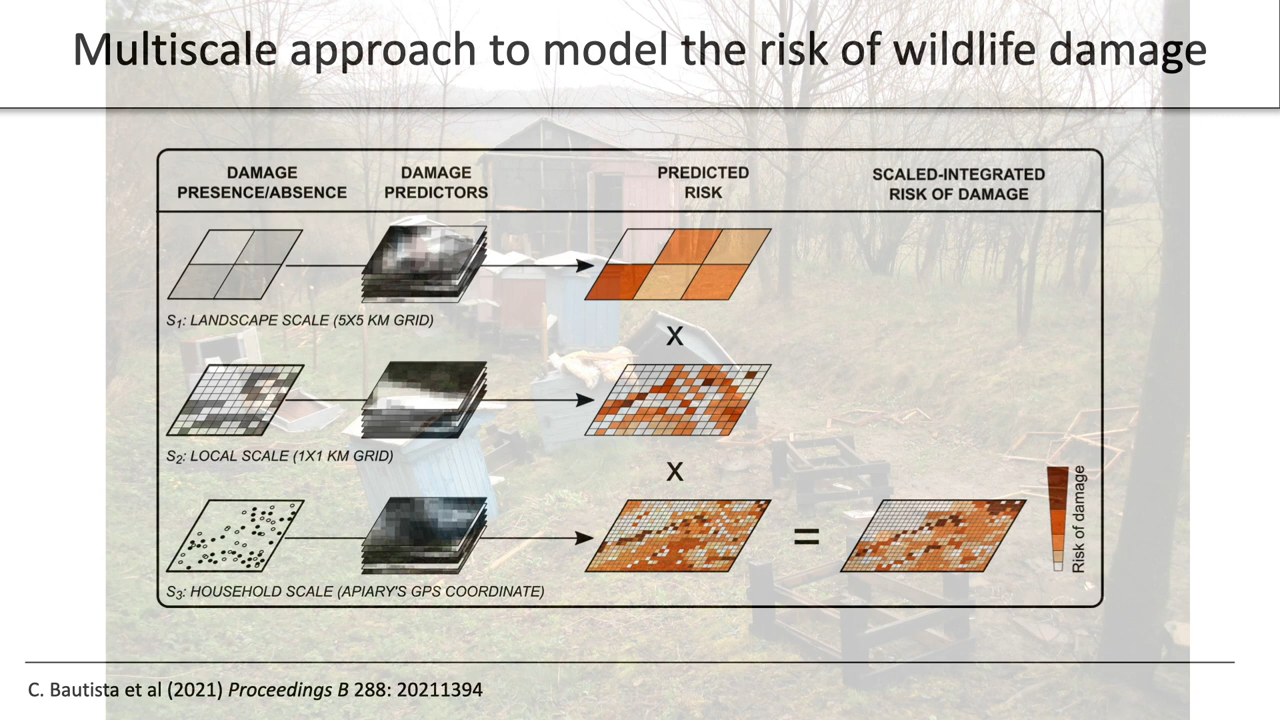 Multiscale approach to model the risk of wildlife damage
DAMAGE
PRESENCE/ABSENCE
DAMAGE
PREDICTORS
PREDICTED
RISK
SCALED-INTEGRATED
RISK OF DAMAGE
S₁: LANDSCAPE SCALE (5X5 KM GRID)
X
S₂: LOCAL SCALE (1X1 KM GRID)
X
=
Risk of damage
S₃: HOUSEHOLD SCALE (APIARY'S GPS COORDINATE)
C. Bautista et al (2021) Proceedings B 288: 20211394